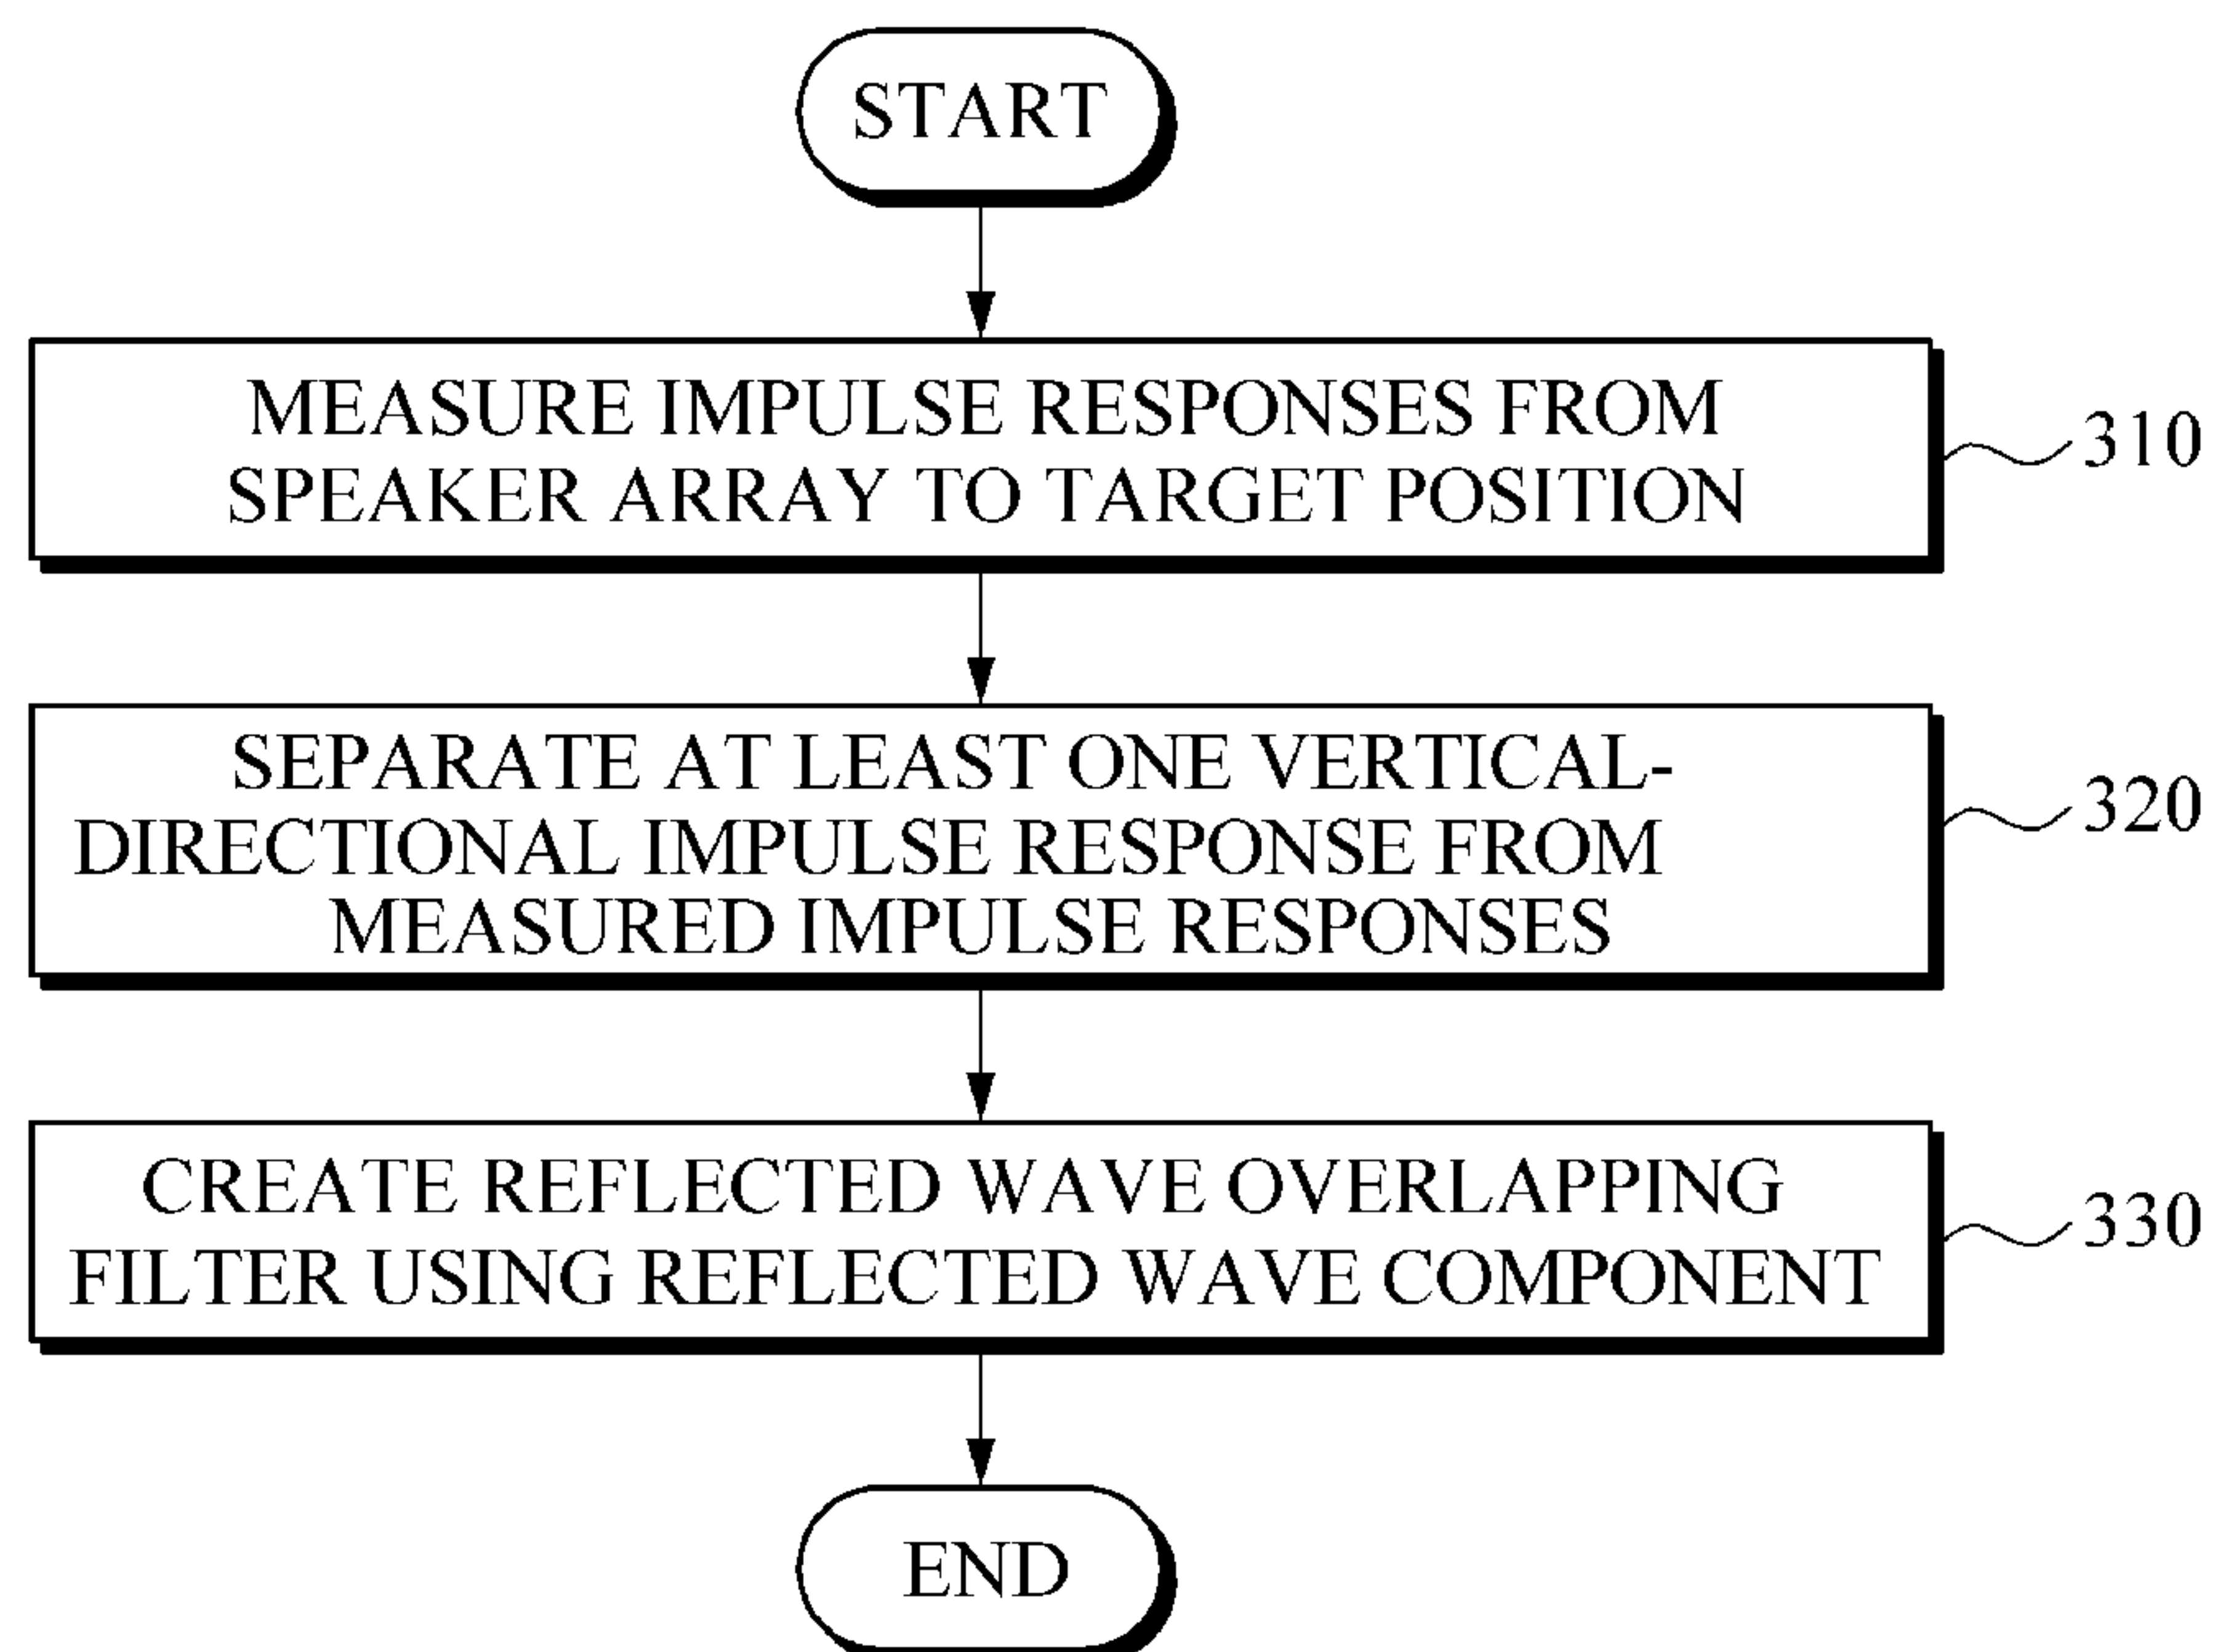 START
MEASURE IMPULSE RESPONSES FROM
SPEAKER ARRAY TO TARGET POSITION
310
SEPARATE AT LEAST ONE VERTICAL-
DIRECTIONAL IMPULSE RESPONSE FROM
MEASURED IMPULSE RESPONSES
320
CREATE REFLECTED WAVE OVERLAPPING
FILTER USING REFLECTED WAVE COMPONENT
330
END